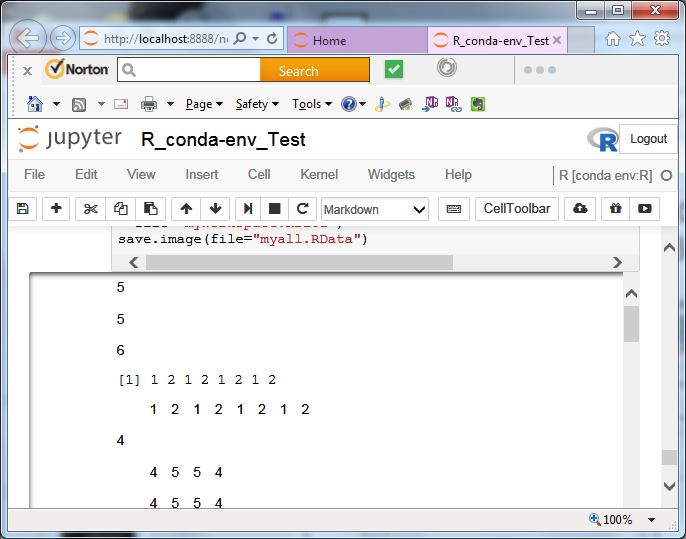 http://localhost:8888/n
Home
R_conda-env_Test
x Norton Search
Page Safety Tools
jupyter R_conda-env_Test Logout
File Edit View Insert Cell Kernel Widgets Help R [conda env:R]
Markdown CellToolbar
save.image(file="myall.RData")
5
5
6
[1] 1 2 1 2 1 2 1 2
1 2 1 2 1 2 1 2
4
4 5 5 4
4 5 5 4
100%